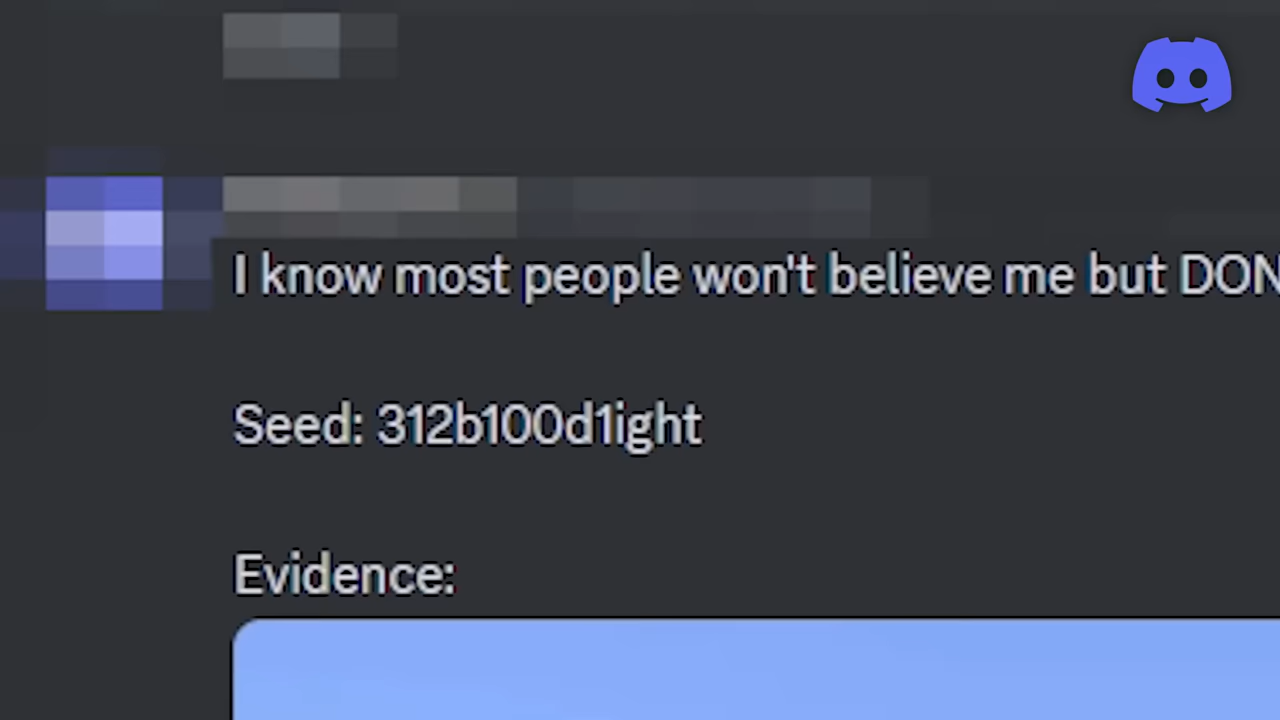 I know most people won't believe me but DON
Seed: 312b100d1ight
Evidence: